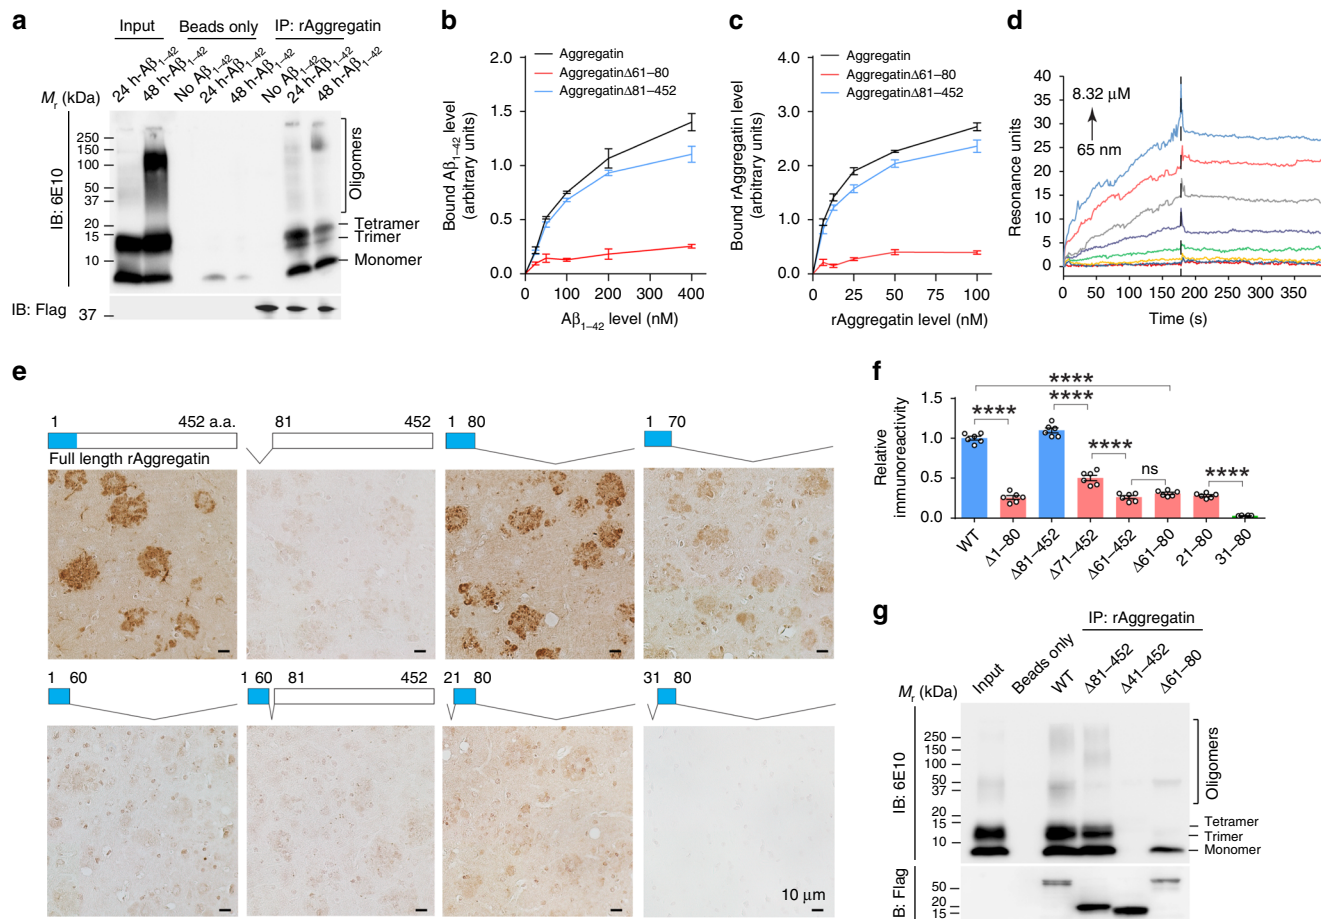 a
Input
Beads only
IP: rAggregatin
24 h-Aβ1–42
48 h-Aβ1–42
No Aβ1–42
24 h-Aβ1–42
48 h-Aβ1–42
No Aβ1–42
24 h-Aβ1–42
48 h-Aβ1–42
Mr (kDa)
IB: 6E10
250
150
100
50
37
20
15
10
Oligomers
Tetramer
Trimer
Monomer
IB: Flag
37
b
Bound Aβ1–42 level
(arbitrary units)
2.0
1.5
1.0
0.5
0.0
Aggregatin
AggregatinΔ61–80
AggregatinΔ81–452
0 100 200 300 400
Aβ1–42 level (nM)
c
Bound rAggregatin level
(arbitrary units)
4.0
3.0
2.0
1.0
0.0
Aggregatin
AggregatinΔ61–80
AggregatinΔ81–452
0 25 50 75 100
rAggregatin level (nM)
d
Resonance units
40
35
30
25
20
15
10
5
0
8.32 μM
65 nm
0 50 100 150 200 250 300 350
Time (s)
e
1 452 a.a.
Full length rAggregatin
81 452
1 80
1 70
1 60
1 60 81 452
21 80
31 80
10 μm
f
Relative
immunoreactivity
1.5
1.0
0.5
0.0
****
****
****
****
ns
****
WT
Δ1–80
Δ81–452
Δ71–452
Δ61–452
Δ61–80
21–80
31–80
g
IP: rAggregatin
Input
Beads only
WT
Δ81–452
Δ41–452
Δ61–80
Mr (kDa)
IB: 6E10
250
150
100
50
37
20
15
10
Oligomers
Tetramer
Trimer
Monomer
B: Flag
50
20
15